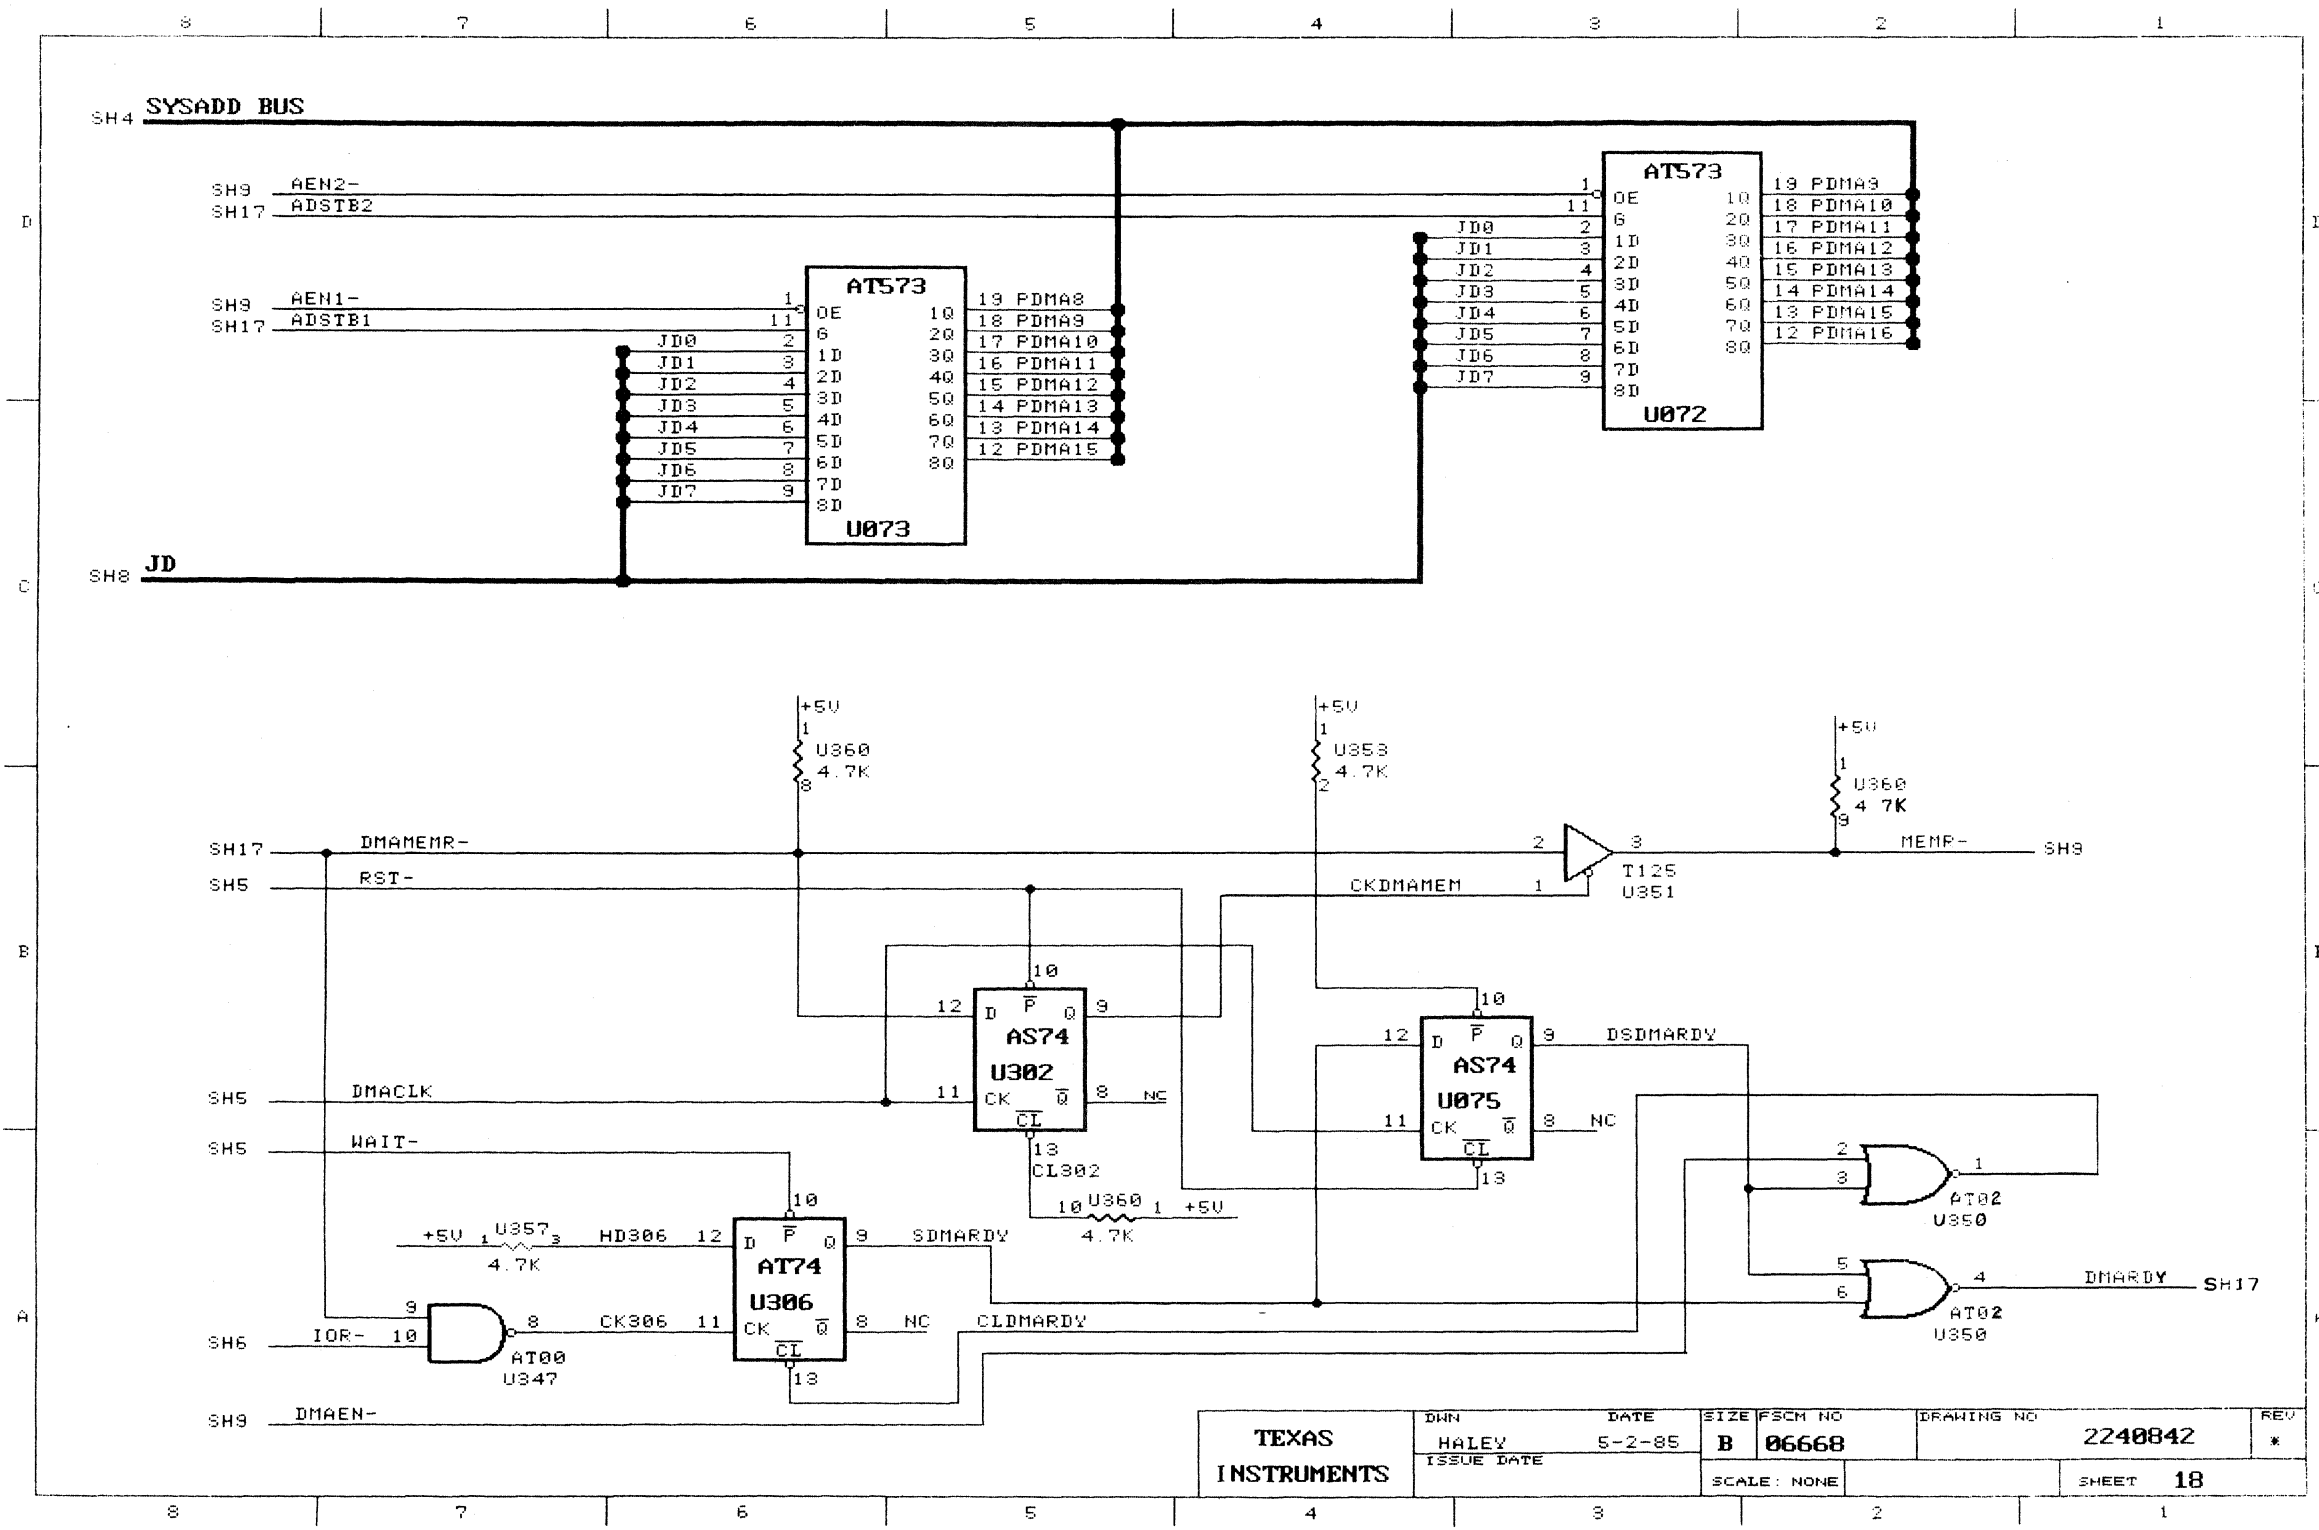 8 7 6 5 4 3 2 1
SYSADD BUS
SH4
AT573
SH9 AEN2- 1 OE 1Q 19 PDMA9
SH17 ADSTB2 11 G 2Q 18 PDMA10
JD0 2 1D 3Q 17 PDMA11
JD1 3 2D 4Q 16 PDMA12
JD2 4 3D 5Q 15 PDMA13
JD3 5 4D 6Q 14 PDMA14
JD4 6 5D 7Q 13 PDMA15
JD5 7 6D 8Q 12 PDMA16
JD6 8 7D
JD7 9 8D
U072
D
AT573
SH9 AEN1- 1 OE 1Q 19 PDMA8
SH17 ADSTB1 11 G 2Q 18 PDMA9
JD0 2 1D 3Q 17 PDMA10
JD1 3 2D 4Q 16 PDMA11
JD2 4 3D 5Q 15 PDMA12
JD3 5 4D 6Q 14 PDMA13
JD4 6 5D 7Q 13 PDMA14
JD5 7 6D 8Q 12 PDMA15
JD6 8 7D
JD7 9 8D
U073
JD
SH8
C
+5V
1
U360
4.7K
8
+5V
1
U353
4.7K
2
+5V
1
U360
4 7K
9
SH17 DMAMEMR- 2 3 MEMR- SH9
T125
U351
SH5 RST- CKDMAMEM 1
B
10
12 D P Q 9
AS74
U302
11 CK Q 8 NC
CL
13
CL302
10 U360 1 +5V
4.7K
10
12 D P Q 9 DSDMARDY
AS74
U075
11 CK Q 8 NC
CL
13
SH5 DMACLK
SH5 WAIT-
2
3
1
AT02
U350
10
+5V 1 U357 3 HD306 12 D P Q 9 SDMARDY
4.7K
AT74
U306
CK306 11 CK Q 8 NC CLDMARDY
CL
13
5
6
4 DMARDY SH17
AT02
U350
A
9
SH6 IOR- 10
8
AT00
U347
SH9 DMAEN-
TEXAS
INSTRUMENTS
DWN DATE
HALEY 5-2-85
ISSUE DATE
SIZE FSCM NO
B 06668
DRAWING NO
2240842
REV
*
SCALE: NONE
SHEET 18
8 7 6 5 4 3 2 1